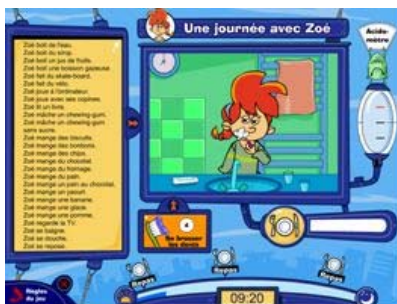 Une journée avec Zoé
Acido-
mètre
Zoé boit de l'eau.
Zoé boit du sirop.
Zoé boit un jus de fruits.
Zoé boit une boisson gazeuse.
Zoé fait du skate-board.
Zoé fait du vélo.
Zoé joue à l'ordinateur.
Zoé joue avec ses copines.
Zoé lit un livre.
Zoé mâche un chewing-gum.
Zoé mâche un chewing-gum
sans sucre.
Zoé mange des biscuits.
Zoé mange des bonbons.
Zoé mange des chips.
Zoé mange du chocolat.
Zoé mange du fromage.
Zoé mange du pain.
Zoé mange un pain au chocolat.
Zoé mange un yaourt.
Zoé mange une banane.
Zoé mange une glace.
Zoé mange une pomme.
Zoé regarde la TV.
Zoé se baigne.
Zoé se douche.
Zoé se repose.
4
Se brosser
les dents
Repas
Repas
Repas
Règles
du jeu
09:20